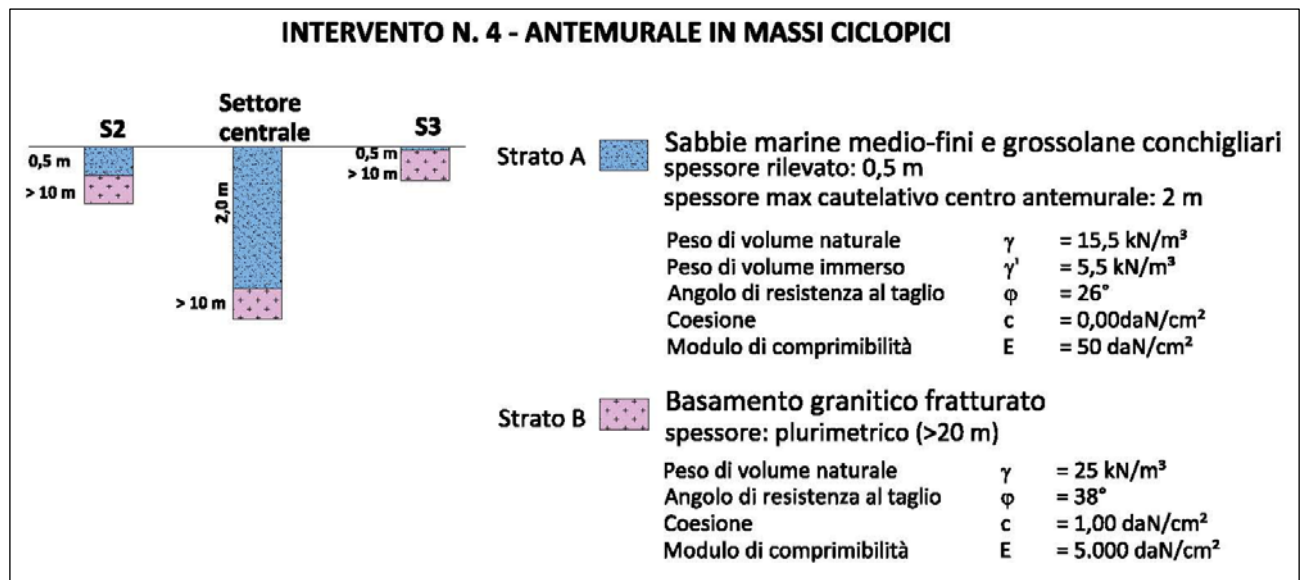 INTERVENTO N. 4 - ANTEMURALE IN MASSI CICLOPICI
S2
Settore
centrale
S3
0,5 m
> 10 m
2,0 m
> 10 m
0,5 m
> 10 m
Strato A
Sabbie marine medio-fini e grossolane conchigliari
spessore rilevato: 0,5 m
spessore max cautelativo centro antemurale: 2 m
Peso di volume naturale γ = 15,5 kN/m³
Peso di volume immerso γ' = 5,5 kN/m³
Angolo di resistenza al taglio φ = 26°
Coesione c = 0,00daN/cm²
Modulo di comprimibilità E = 50 daN/cm²
Strato B
Basamento granitico fratturato
spessore: plurimetrico (>20 m)
Peso di volume naturale γ = 25 kN/m³
Angolo di resistenza al taglio φ = 38°
Coesione c = 1,00 daN/cm²
Modulo di comprimibilità E = 5.000 daN/cm²